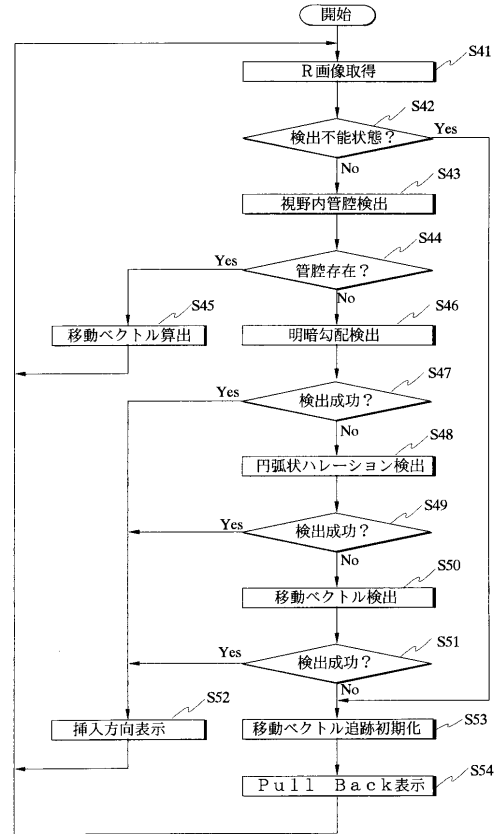 開始
R画像取得
S41
検出不能状態?
S42
Yes
No
視野内管腔検出
S43
管腔存在?
S44
Yes
No
移動ベクトル算出
S45
明暗勾配検出
S46
検出成功?
S47
Yes
No
円弧状ハレーション検出
S48
検出成功?
S49
Yes
No
移動ベクトル検出
S50
検出成功?
S51
Yes
No
挿入方向表示
S52
移動ベクトル追跡初期化
S53
Pull Back表示
S54